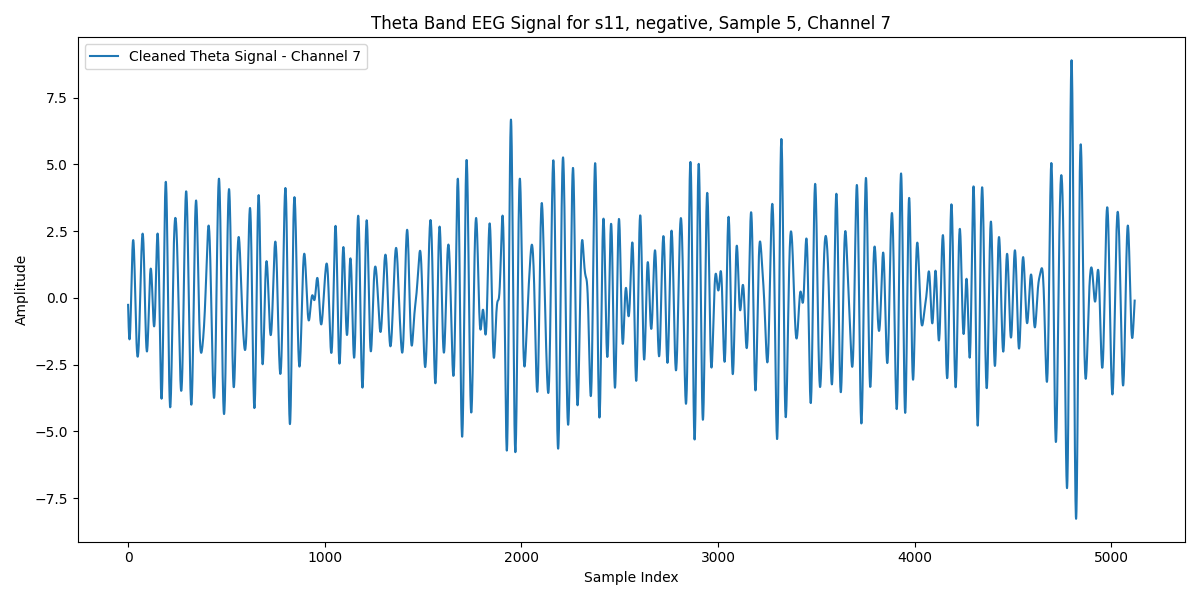 Theta Band EEG Signal for s11, negative, Sample 5, Channel 7
Cleaned Theta Signal - Channel 7
7.5
5.0
2.5
0.0
−2.5
−5.0
−7.5
Amplitude
0 1000 2000 3000 4000 5000
Sample Index